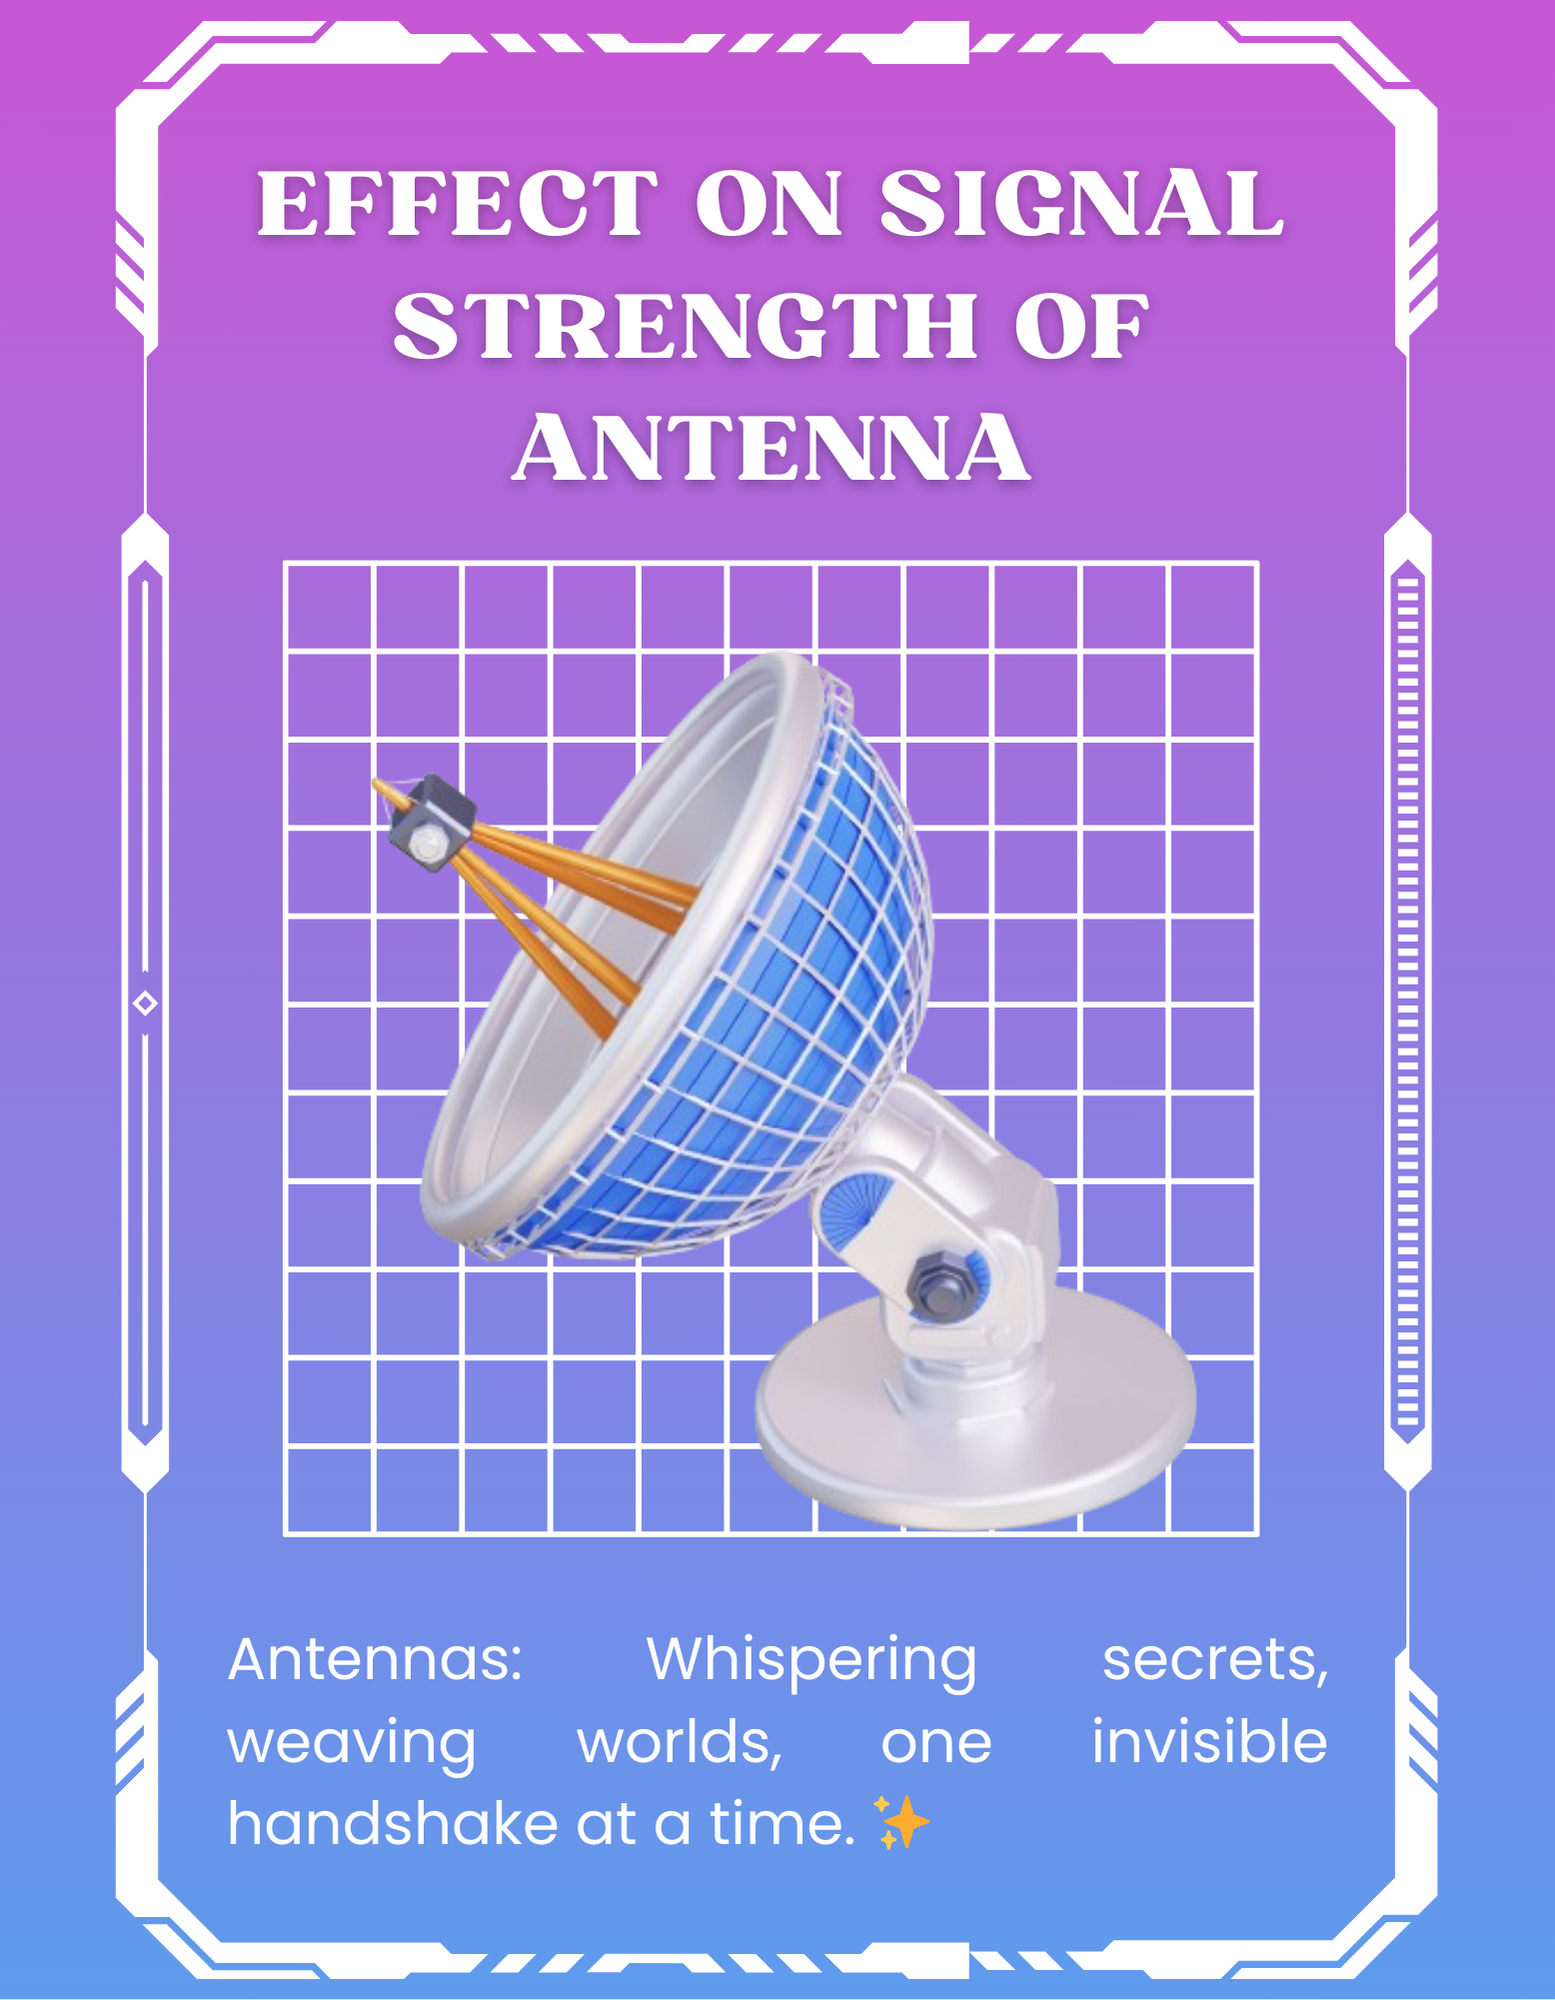 EFFECT ON SIGNAL
STRENGTH OF
ANTENNA
Antennas: Whispering secrets,
weaving worlds, one invisible
handshake at a time. ✨